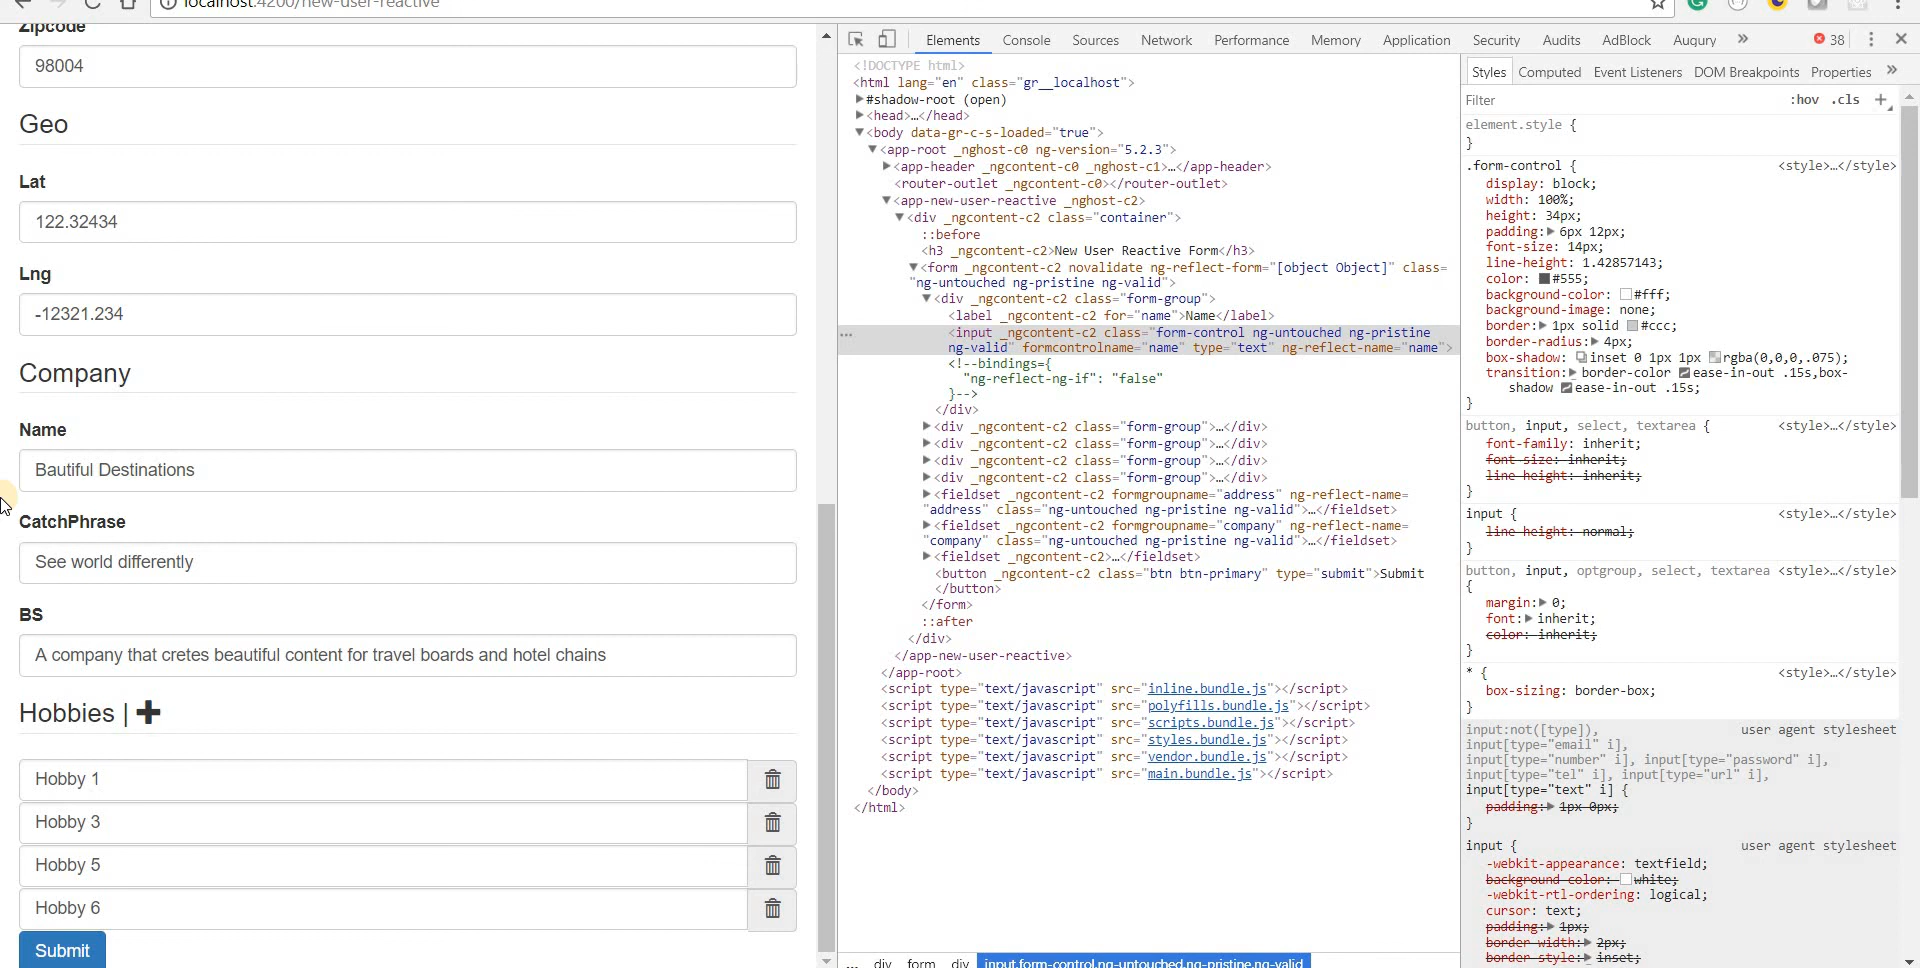 localhost:4200/new-user-reactive
Zipcode
98004
Geo
Lat
122.32434
Lng
-12321.234
Company
Name
Bautiful Destinations
CatchPhrase
See world differently
BS
A company that cretes beautiful content for travel boards and hotel chains
Hobbies |
Hobby 1
Hobby 3
Hobby 5
Hobby 6
Submit
Elements Console Sources Network Performance Memory Application Security Audits AdBlock Augury » 38
<!DOCTYPE html>
<html lang="en" class="gr__localhost">
#shadow-root (open)
<head>…</head>
<body data-gr-c-s-loaded="true">
<app-root _nghost-c0 ng-version="5.2.3">
<app-header _ngcontent-c0 _nghost-c1>…</app-header>
<router-outlet _ngcontent-c0></router-outlet>
<app-new-user-reactive _nghost-c2>
<div _ngcontent-c2 class="container">
::before
<h3 _ngcontent-c2>New User Reactive Form</h3>
<form _ngcontent-c2 novalidate ng-reflect-form="[object Object]" class=
"ng-untouched ng-pristine ng-valid">
<div _ngcontent-c2 class="form-group">
<label _ngcontent-c2 for="name">Name</label>
<input _ngcontent-c2 class="form-control ng-untouched ng-pristine
ng-valid" formcontrolname="name" type="text" ng-reflect-name="name">
<!--bindings={
"ng-reflect-ng-if": "false"
}-->
</div>
<div _ngcontent-c2 class="form-group">…</div>
<div _ngcontent-c2 class="form-group">…</div>
<div _ngcontent-c2 class="form-group">…</div>
<div _ngcontent-c2 class="form-group">…</div>
<fieldset _ngcontent-c2 formgroupname="address" ng-reflect-name=
"address" class="ng-untouched ng-pristine ng-valid">…</fieldset>
<fieldset _ngcontent-c2 formgroupname="company" ng-reflect-name=
"company" class="ng-untouched ng-pristine ng-valid">…</fieldset>
<fieldset _ngcontent-c2>…</fieldset>
<button _ngcontent-c2 class="btn btn-primary" type="submit">Submit
</button>
</form>
::after
</div>
</app-new-user-reactive>
</app-root>
<script type="text/javascript" src="inline.bundle.js"></script>
<script type="text/javascript" src="polyfills.bundle.js"></script>
<script type="text/javascript" src="scripts.bundle.js"></script>
<script type="text/javascript" src="styles.bundle.js"></script>
<script type="text/javascript" src="vendor.bundle.js"></script>
<script type="text/javascript" src="main.bundle.js"></script>
</body>
</html>
... div form div input.form-control.ng-untouched.ng-pristine.ng-valid
Styles Computed Event Listeners DOM Breakpoints Properties »
Filter :hov .cls +
element.style {
}
.form-control { <style>…</style>
display: block;
width: 100%;
height: 34px;
padding: 6px 12px;
font-size: 14px;
line-height: 1.42857143;
color: #555;
background-color: #fff;
background-image: none;
border: 1px solid #ccc;
border-radius: 4px;
box-shadow: inset 0 1px 1px rgba(0,0,0,.075);
transition: border-color ease-in-out .15s,box-
shadow ease-in-out .15s;
}
button, input, select, textarea { <style>…</style>
font-family: inherit;
font-size: inherit;
line-height: inherit;
}
input { <style>…</style>
line-height: normal;
}
button, input, optgroup, select, textarea <style>…</style>
{
margin: 0;
font: inherit;
color: inherit;
}
* { <style>…</style>
box-sizing: border-box;
}
input:not([type]), user agent stylesheet
input[type="email" i],
input[type="number" i], input[type="password" i],
input[type="tel" i], input[type="url" i],
input[type="text" i] {
padding: 1px 0px;
}
input { user agent stylesheet
-webkit-appearance: textfield;
background-color: white;
-webkit-rtl-ordering: logical;
cursor: text;
padding: 1px;
border-width: 2px;
border-style: inset;